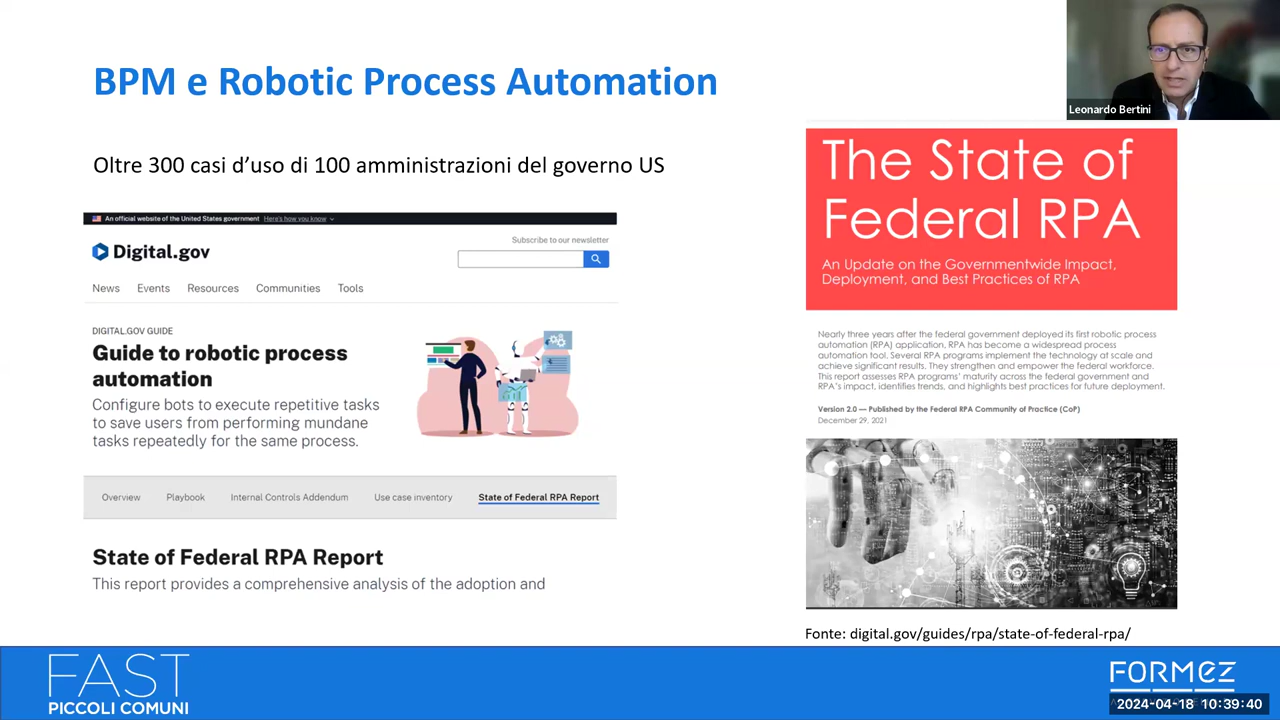 BPM e Robotic Process Automation
Leonardo Bertini
Oltre 300 casi d’uso di 100 amministrazioni del governo US
An official website of the United States government Here's how you know
Digital.gov
Subscribe to our newsletter
News Events Resources Communities Tools
DIGITAL.GOV GUIDE
Guide to robotic process
automation
Configure bots to execute repetitive tasks
to save users from performing mundane
tasks repeatedly for the same process.
Overview Playbook Internal Controls Addendum Use case inventory State of Federal RPA Report
State of Federal RPA Report
This report provides a comprehensive analysis of the adoption and
The State of
Federal RPA
An Update on the Governmentwide Impact,
Deployment, and Best Practices of RPA
Nearly three years after the federal government deployed its first robotic process
automation (RPA) application, RPA has become a widespread process
automation tool. Several RPA programs implement the technology at scale and
achieve significant results. They strengthen and empower the federal workforce.
This report assesses RPA programs' maturity across the federal government and
RPA's impact, identifies trends, and highlights best practices for future deployment.
Version 2.0 — Published by the Federal RPA Community of Practice (CoP)
December 29, 2021
Fonte: digital.gov/guides/rpa/state-of-federal-rpa/
FAST
PICCOLI COMUNI
FORMEZ
2024-04-18 10:39:40